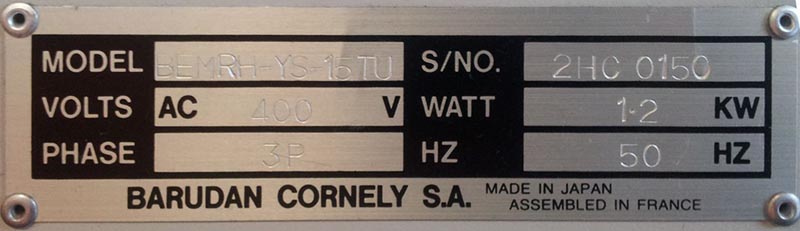 MODEL BEMRH-YS-15TU S/NO. 2HC 0150
VOLTS AC 400 V WATT 1.2 KW
PHASE 3P HZ 50 HZ
BARUDAN CORNELY S.A. MADE IN JAPAN
ASSEMBLED IN FRANCE